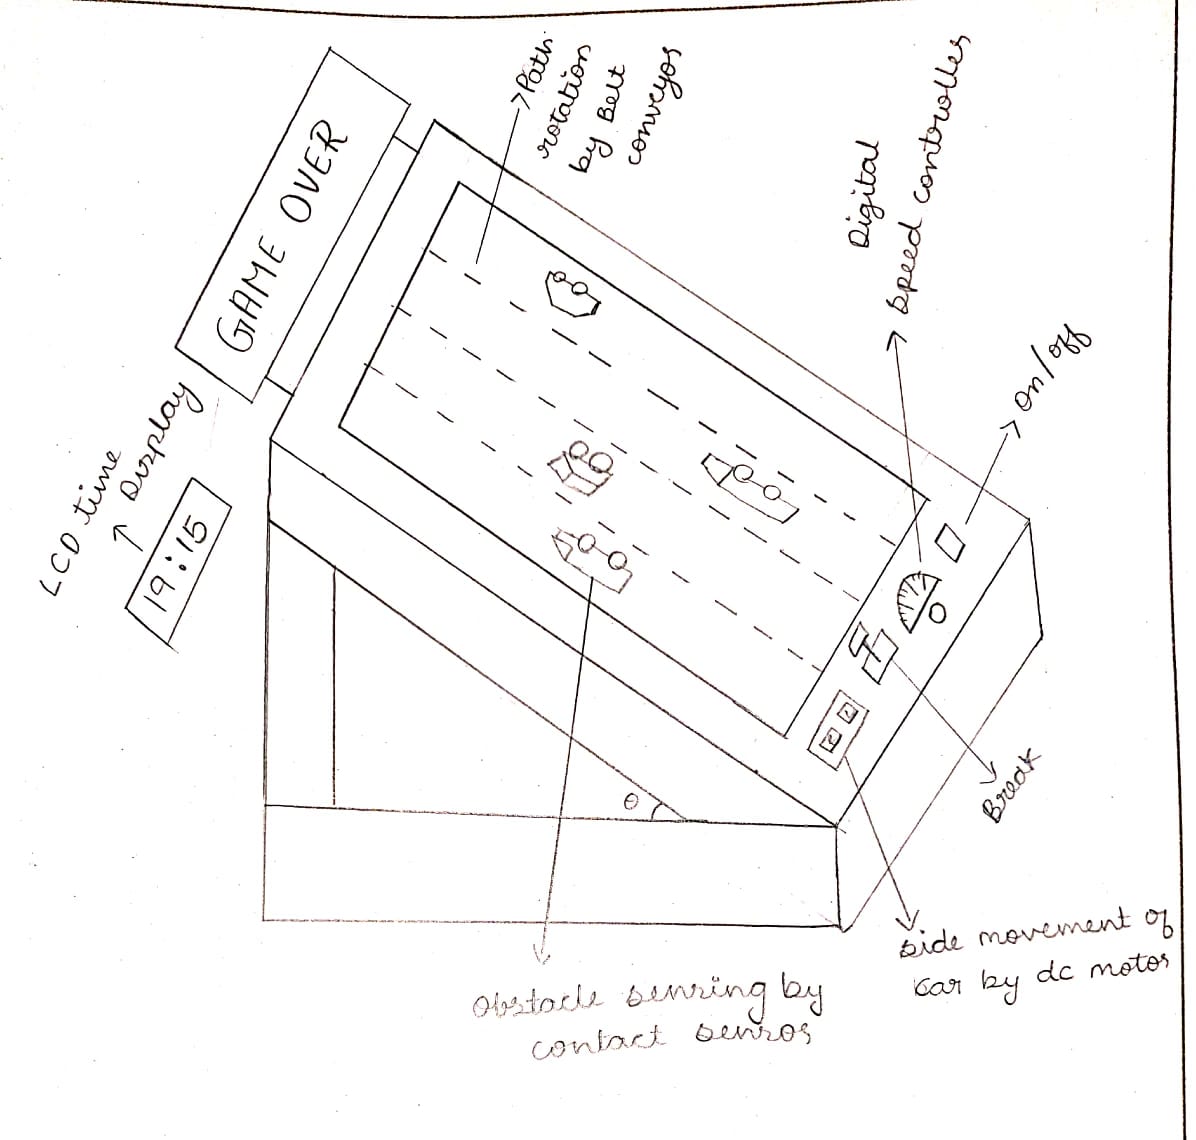 Path
rotation
by Belt
conveyor
Digital
speed controller
on/off
GAME OVER
LCD time
Display
19:15
θ
Break
side movement of
car by dc motor
Obstacle sensing by
contact sensor